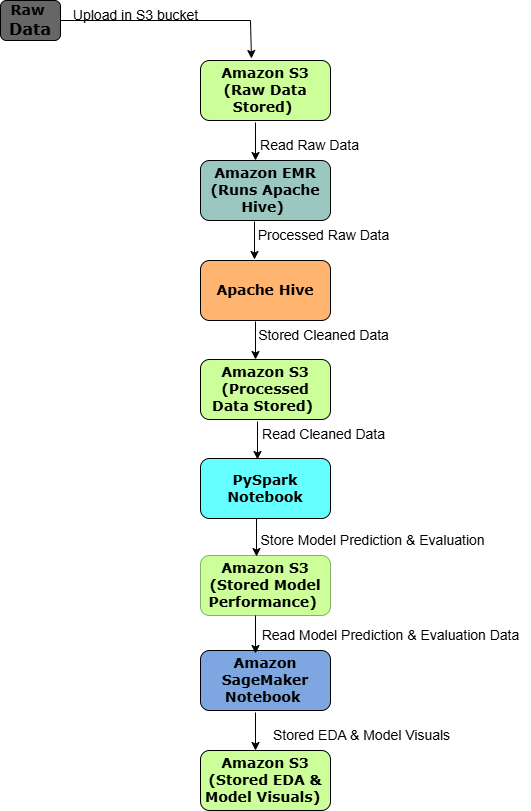 Raw
Data
Upload in S3 bucket
Amazon S3
(Raw Data
Stored)
Read Raw Data
Amazon EMR
(Runs Apache
Hive)
Processed Raw Data
Apache Hive
Stored Cleaned Data
Amazon S3
(Processed
Data Stored)
Read Cleaned Data
PySpark
Notebook
Store Model Prediction & Evaluation
Amazon S3
(Stored Model
Performance)
Read Model Prediction & Evaluation Data
Amazon
SageMaker
Notebook
Stored EDA & Model Visuals
Amazon S3
(Stored EDA &
Model Visuals)